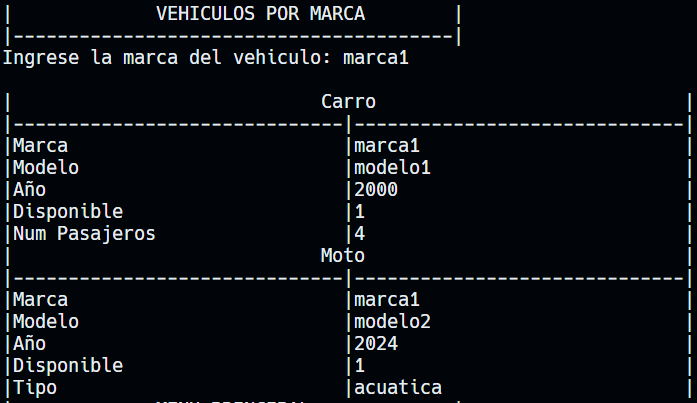 |             VEHICULOS POR MARCA        |
|----------------------------------------|
Ingrese la marca del vehiculo: marca1
|                            Carro                            |
|------------------------------|------------------------------|
|Marca                         |marca1                        |
|Modelo                        |modelo1                       |
|Año                           |2000                          |
|Disponible                    |1                             |
|Num Pasajeros                 |4                             |
|                            Moto                             |
|------------------------------|------------------------------|
|Marca                         |marca1                        |
|Modelo                        |modelo2                       |
|Año                           |2024                          |
|Disponible                    |1                             |
|Tipo                          |acuatica                      |